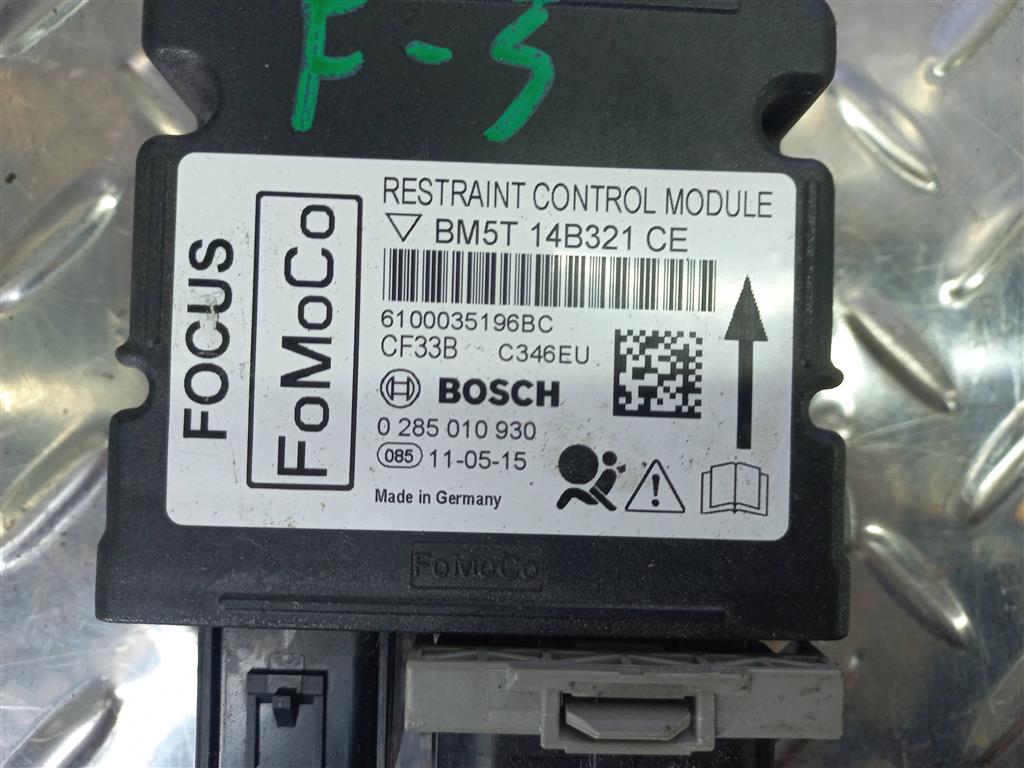 F-5
FOCUS
FoMoCo
RESTRAINT CONTROL MODULE
BM5T 14B321 CE
6100035196BC
CF33B C346EU
BOSCH
0 285 010 930
085 11-05-15
Made in Germany
FoMoCo